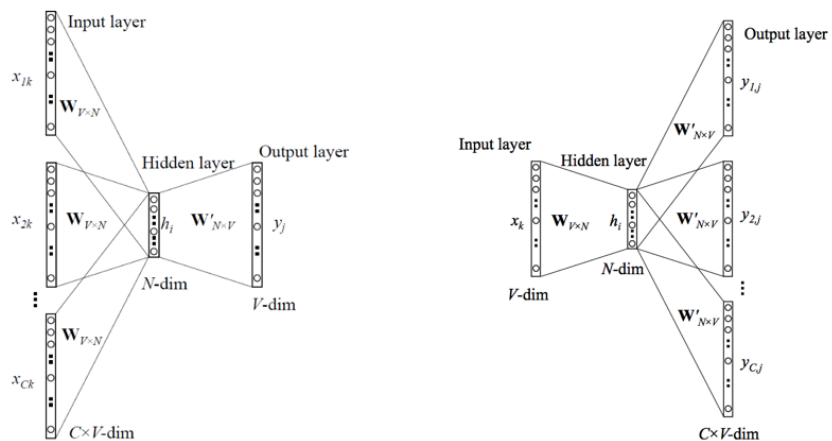 Input layer
x1k
WV×N
x2k
WV×N
Hidden layer
hi
N-dim
W'N×V
Output layer
yj
V-dim
WV×N
xCk
C×V-dim
Input layer
xk
WV×N
V-dim
Hidden layer
hi
N-dim
Output layer
y1,j
W'N×V
W'N×V
y2,j
W'N×V
yC,j
C×V-dim